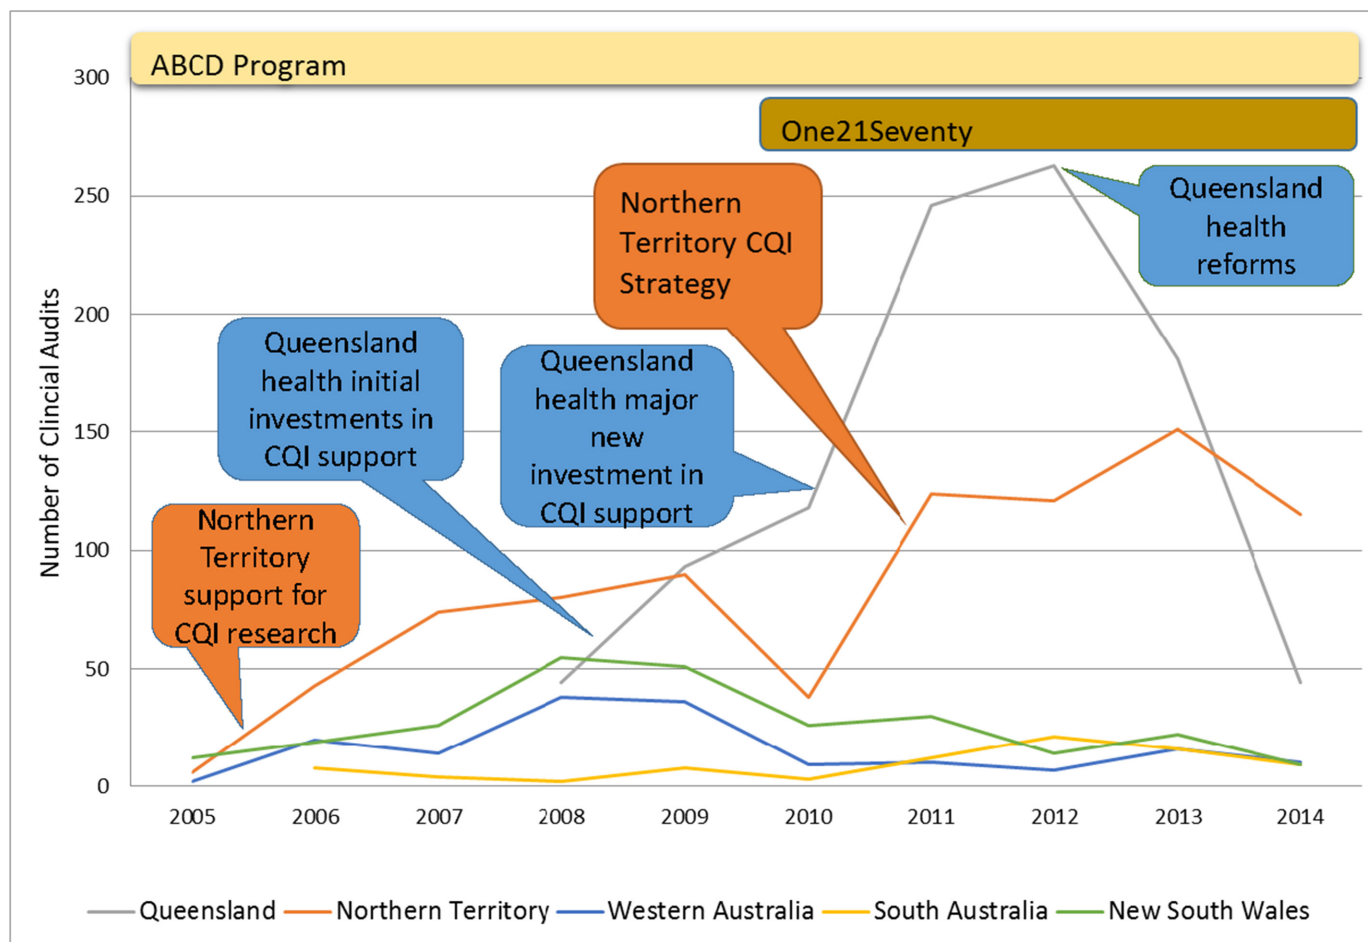 ABCD Program
One21Seventy
300
250
200
150
100
50
0
Number of Clincial Audits
Northern
Territory CQI
Strategy
Queensland
health
reforms
Queensland
health initial
investments in
CQI support
Queensland
health major
new
investment in
CQI support
Northern
Territory
support for
CQI research
2005 2006 2007 2008 2009 2010 2011 2012 2013 2014
Queensland Northern Territory Western Australia South Australia New South Wales